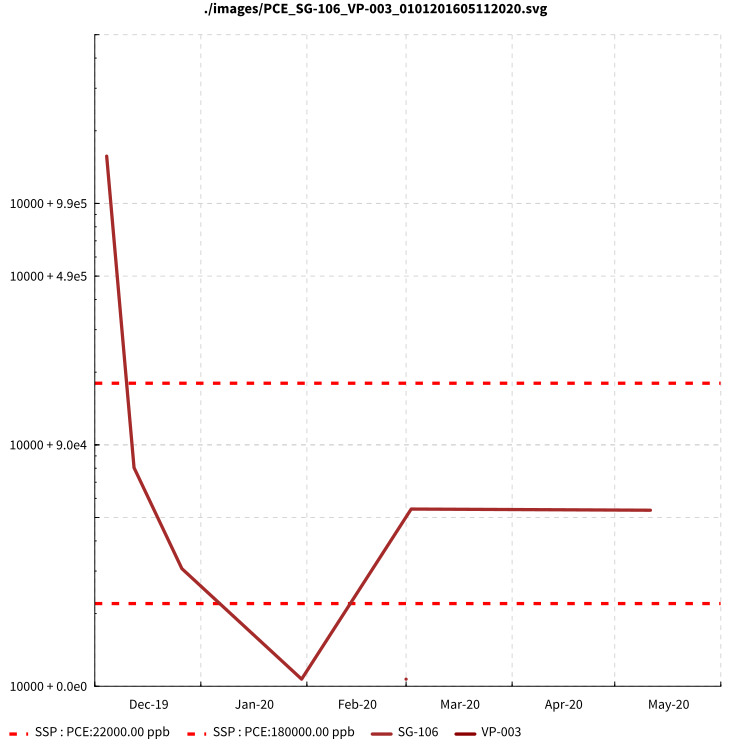 ./images/PCE_SG-106_VP-003_0101201605112020.svg
10000 + 9.9e5
10000 + 4.9e5
10000 + 9.0e4
10000 + 0.0e0
Dec-19 Jan-20 Feb-20 Mar-20 Apr-20 May-20
SSP : PCE:22000.00 ppb SSP : PCE:180000.00 ppb SG-106 VP-003